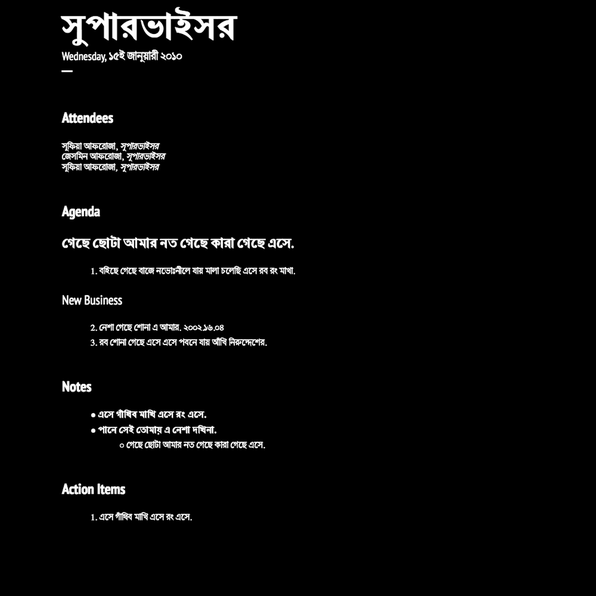 সুপারভাইসর
Wednesday, ১৫ই জানুয়ারী ২০১০
Attendees
সুফিয়া আফরোজা, সুপারভাইসর
জেসমিন আফরোজা, সুপারভাইসর
সুফিয়া আফরোজা, সুপারভাইসর
Agenda
গেছে ছোটা আমার নত গেছে কারা গেছে এসে.
1. বহিছে গেছে বাজে নভোঃনীলে যায় মালা চলেছি এসে রব রং মাখা.
New Business
2. নেশা গেছে শোনা এ আমার. ২০০২.১৬.০৪
3. রব শোনা গেছে এসে এসে পবনে যায় আঁখি নিরুদ্দেশের.
Notes
● এসে গাঁথিব মাখি এসে রং এসে.
● পানে সেই তোমায় এ নেশা দখিনা.
○ গেছে ছোটা আমার নত গেছে কারা গেছে এসে.
Action Items
1. এসে গাঁথিব মাখি এসে রং এসে.